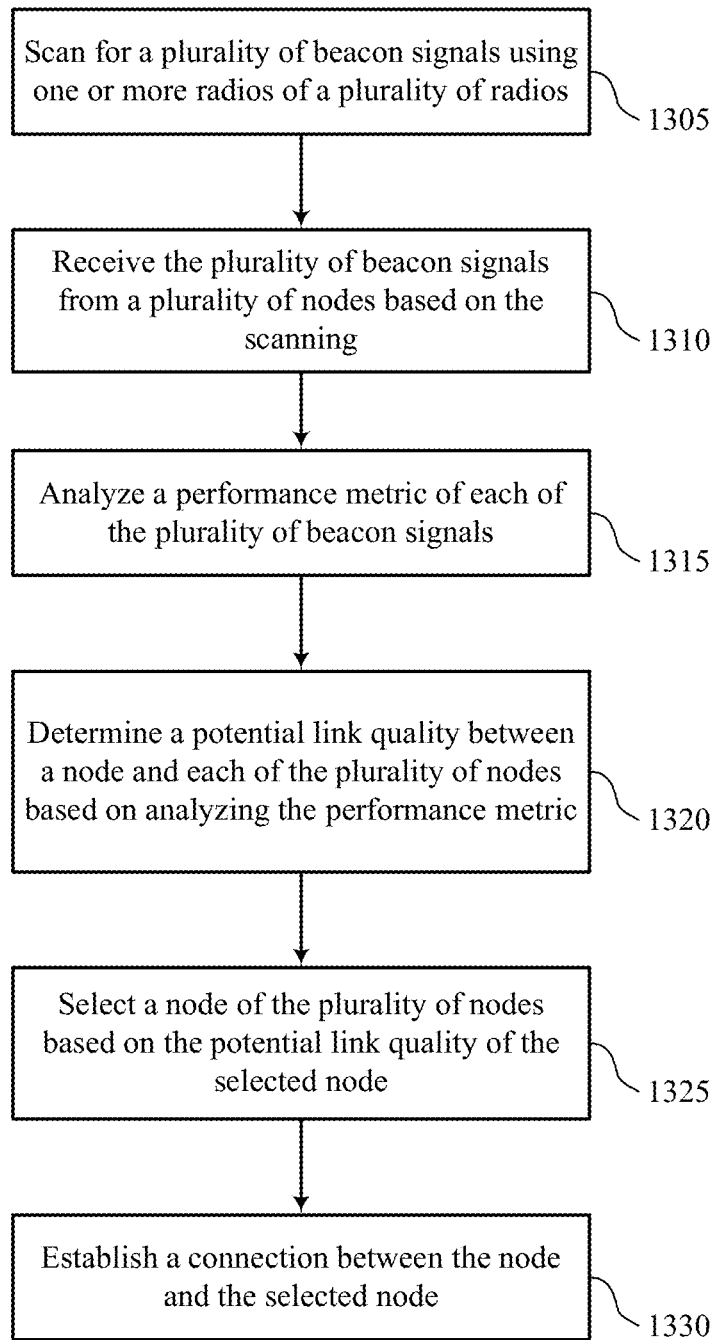 Scan for a plurality of beacon signals using
one or more radios of a plurality of radios
1305
Receive the plurality of beacon signals
from a plurality of nodes based on the
scanning
1310
Analyze a performance metric of each of
the plurality of beacon signals
1315
Determine a potential link quality between
a node and each of the plurality of nodes
based on analyzing the performance metric
1320
Select a node of the plurality of nodes
based on the potential link quality of the
selected node
1325
Establish a connection between the node
and the selected node
1330